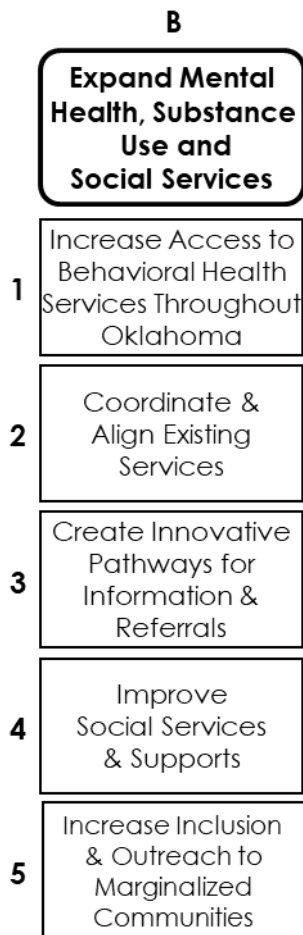 B
Expand Mental
Health, Substance
Use and
Social Services
1
Increase Access to
Behavioral Health
Services Throughout
Oklahoma
2
Coordinate &
Align Existing
Services
3
Create Innovative
Pathways for
Information &
Referrals
4
Improve
Social Services
& Supports
5
Increase Inclusion
& Outreach to
Marginalized
Communities